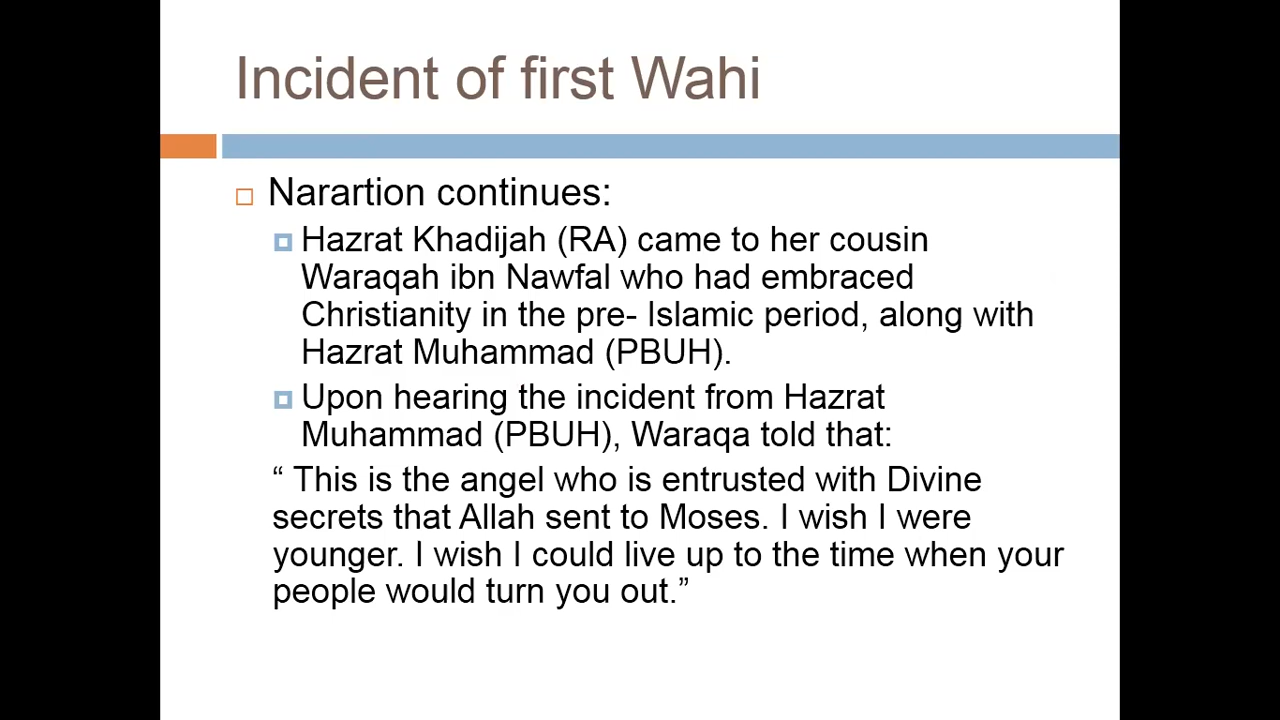 Incident of first Wahi
Narartion continues:
Hazrat Khadijah (RA) came to her cousin
Waraqah ibn Nawfal who had embraced
Christianity in the pre- Islamic period, along with
Hazrat Muhammad (PBUH).
Upon hearing the incident from Hazrat
Muhammad (PBUH), Waraqa told that:
“ This is the angel who is entrusted with Divine
secrets that Allah sent to Moses. I wish I were
younger. I wish I could live up to the time when your
people would turn you out.”